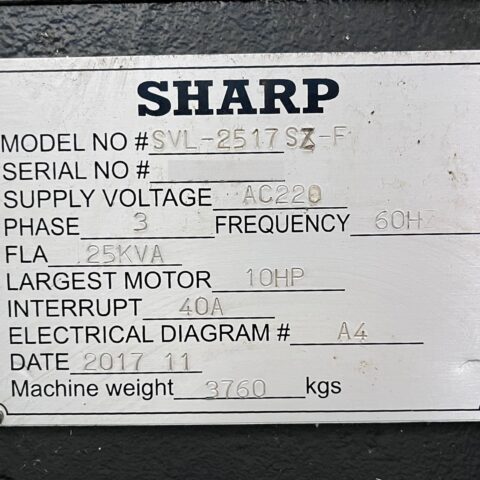 SHARP
MODEL NO # SVL-2517SZ-F
SERIAL NO #
SUPPLY VOLTAGE AC220
PHASE 3 FREQUENCY 60H
FLA 25KVA
LARGEST MOTOR 10HP
INTERRUPT 40A
ELECTRICAL DIAGRAM # A4
DATE 2017 11
Machine weight 3760 kgs